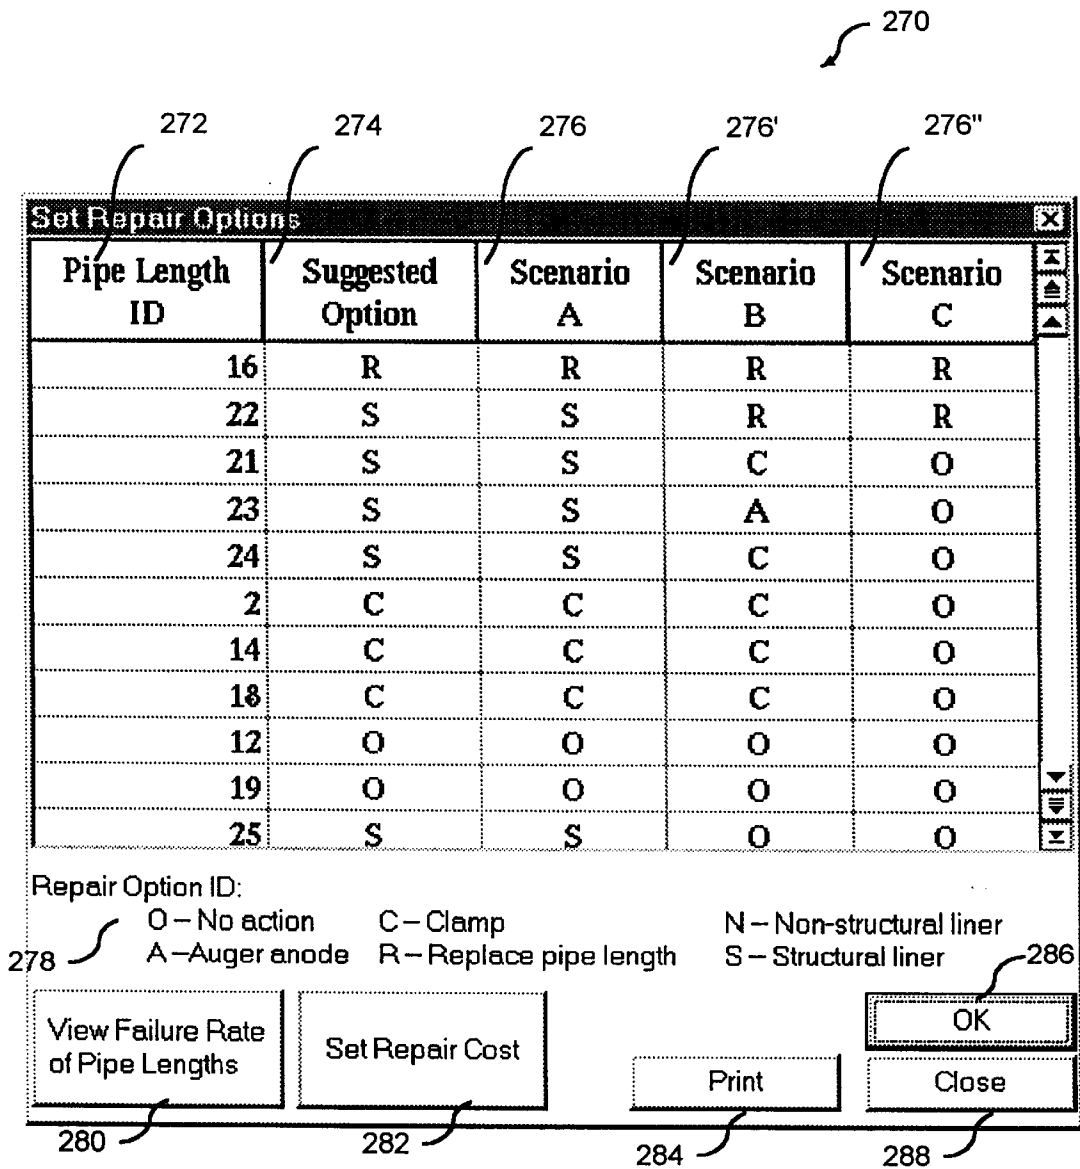 270
272 274 276 276' 276"
Set Repair Options
Pipe Length ID Suggested Option Scenario A Scenario B Scenario C
16 R R R R
22 S S R R
21 S S C O
23 S S A O
24 S S C O
2 C C C O
14 C C C O
18 C C C O
12 O O O O
19 O O O O
25 S S O O
Repair Option ID:
O – No action C – Clamp N – Non-structural liner
278 A – Auger anode R – Replace pipe length S – Structural liner 286
View Failure Rate
of Pipe Lengths
Set Repair Cost
OK
Print
Close
280 282 284 288